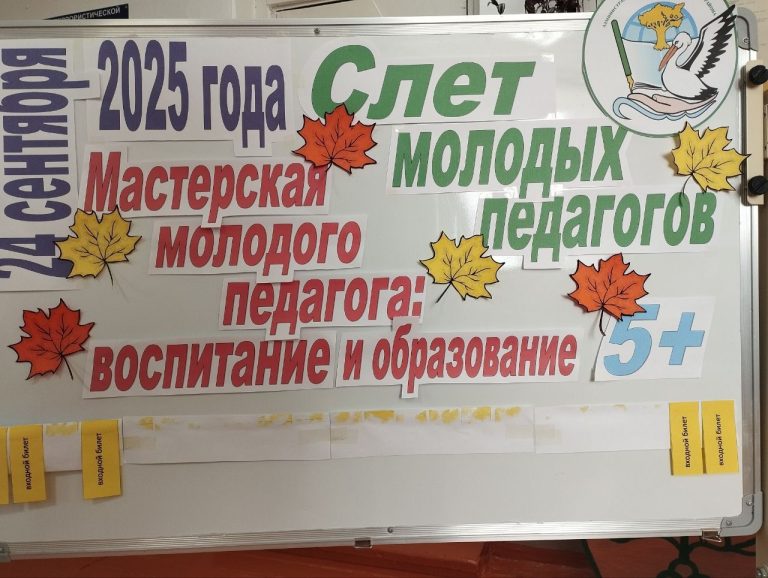 РОРИСТИЧЕСКОЙ
24 сентября
2025 года
Слет
молодых
педагогов
Мастерская
молодого
педагога:
воспитание и образование
5+
входной билет
входной билет
входной билет
входной билет